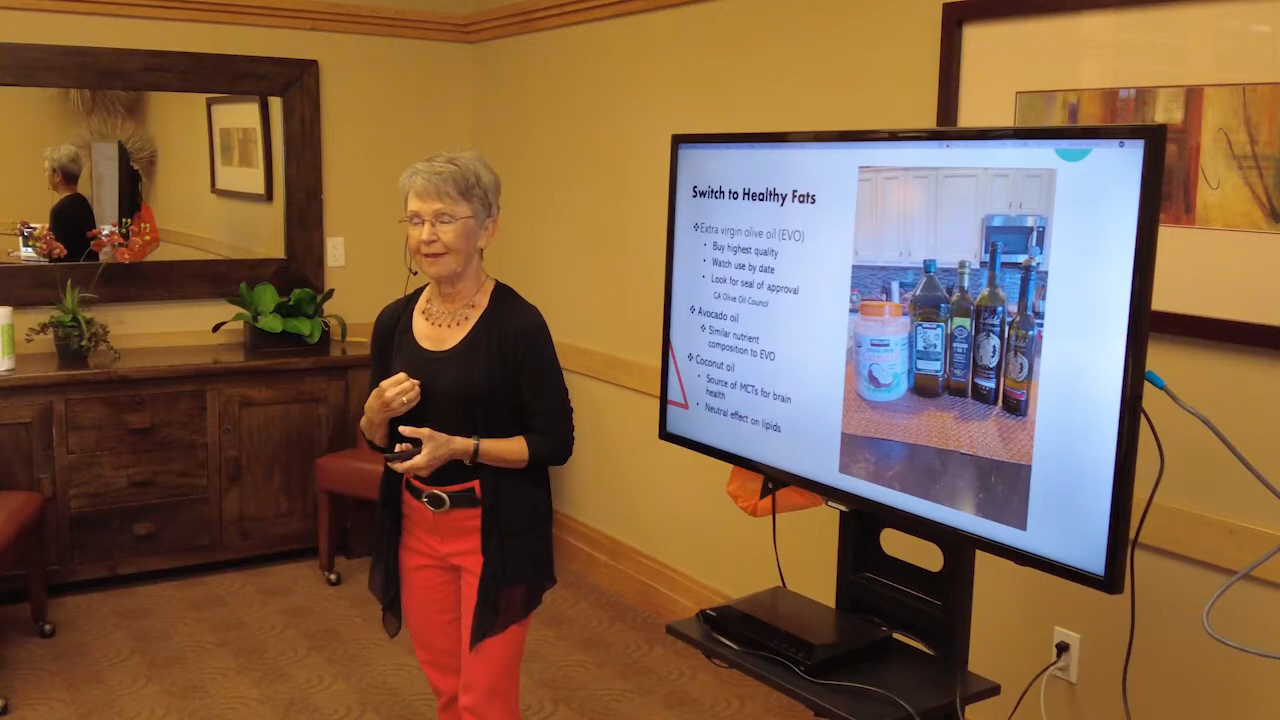 Switch to Healthy Fats
❖Extra virgin olive oil (EVO)
• Buy highest quality
• Watch use by date
• Look for seal of approval
CA Olive Oil Council
❖ Avocado oil
❖ Similar nutrient
composition to EVO
❖ Coconut oil
• Source of MCTs for brain
health
• Neutral effect on lipids